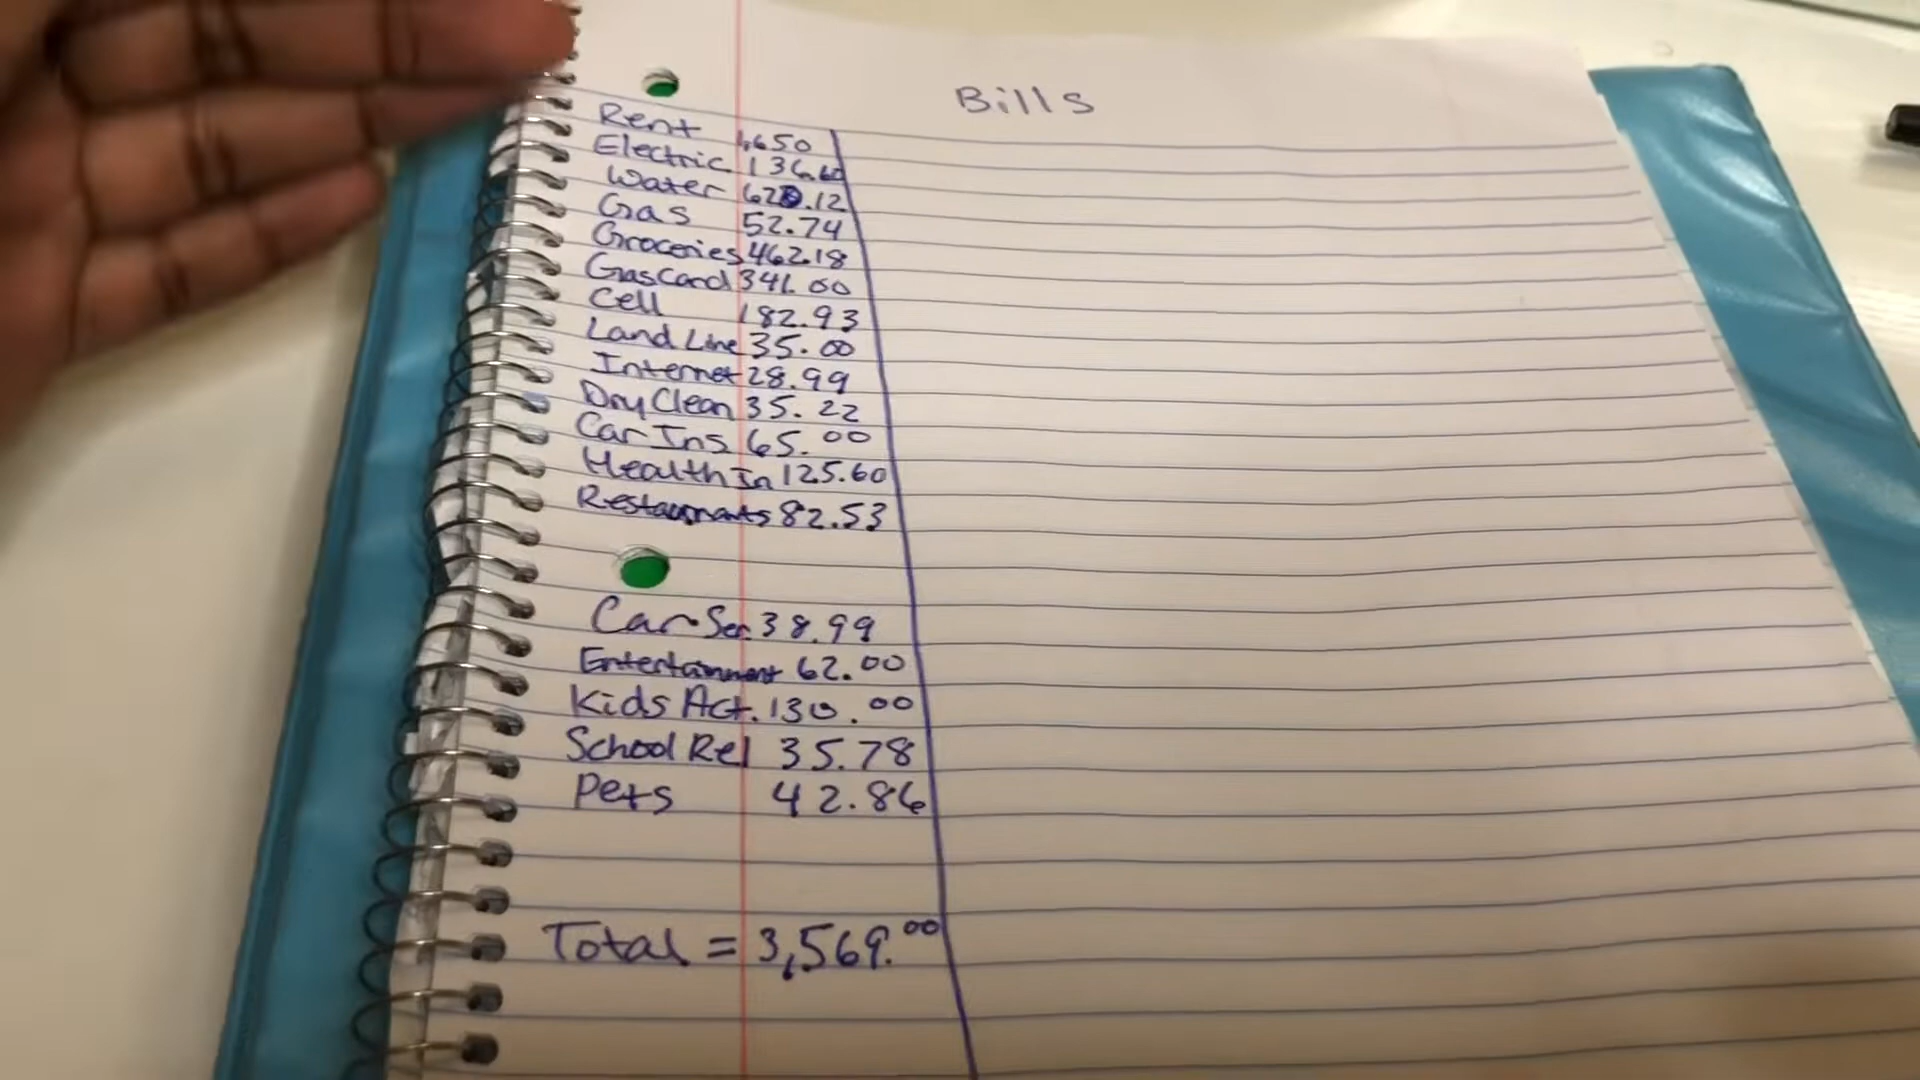 Bills
Rent 1,650
Electric 136.60
Water 62.12
Gas 52.74
Groceries 462.18
Gas Card 341.00
Cell 182.93
Land Line 35.00
Internet 28.99
Dry Clean 35.22
Car Ins 65.00
Health In 125.60
Restaurants 82.53
Car Ser 38.99
Entertainment 62.00
Kids Act. 130.00
School Rel 35.78
Pets 42.86
Total = 3,569.00